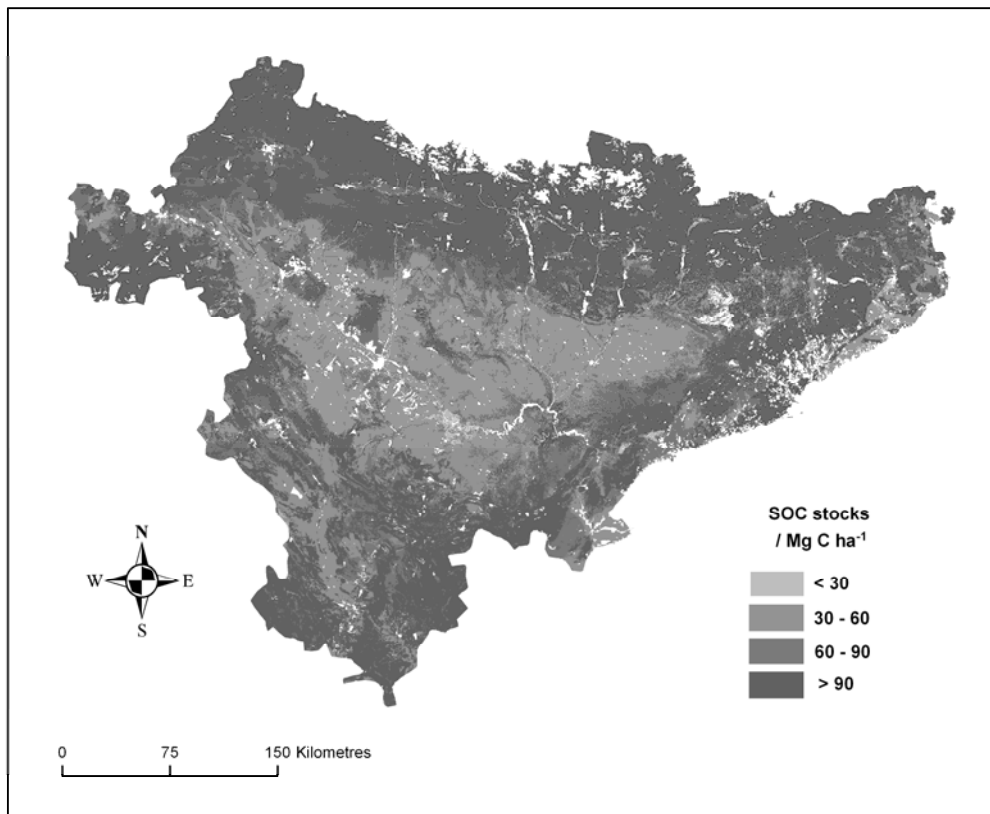 N
W E
S
SOC stocks
/ Mg C ha-1
< 30
30 - 60
60 - 90
> 90
0 75 150 Kilometres